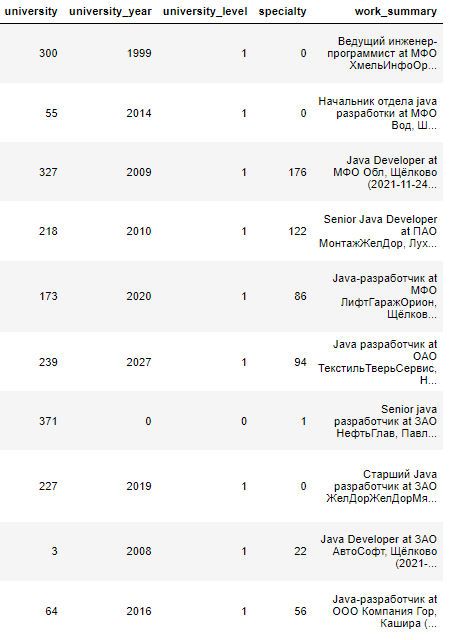 university university_year university_level specialty work_summary
Ведущий инженер-
программист at МФО
ХмельИнфоОр...
300 1999 1 0
Начальник отдела java
разработки at МФО
Вод, Ш...
55 2014 1 0
Java Developer at
МФО Обл, Щёлково
(2021-11-24...
327 2009 1 176
Senior Java Developer
at ПАО
МонтажЖелДор, Лух...
218 2010 1 122
Java-разработчик at
МФО
ЛифтГаражОрион,
Щёлков...
173 2020 1 86
Java разработчик at
ОАО
ТекстильТверьСервис,
Н...
239 2027 1 94
Senior java
разработчик at ЗАО
НефтьГлав, Павл...
371 0 0 1
Старший Java
разработчик at ЗАО
ЖелДорЖелДорМя...
227 2019 1 0
Java Developer at ЗАО
АвтоСофт, Щёлково
(2021-...
3 2008 1 22
Java-разработчик at
ООО Компания Гор,
Кашира (...
64 2016 1 56